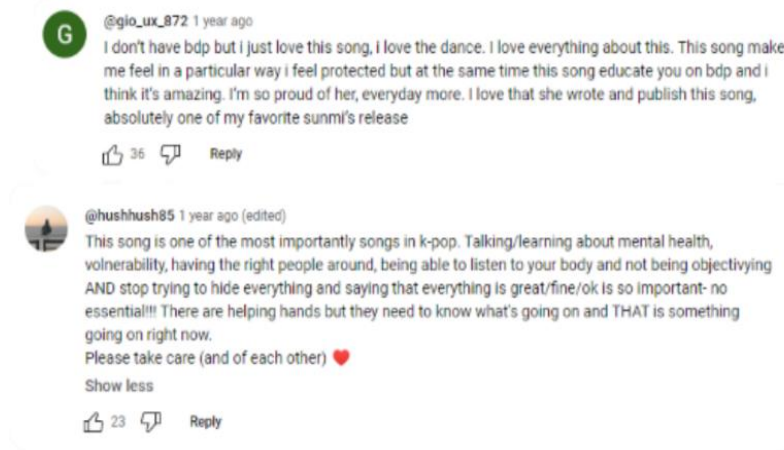 G
@gio_ux_872 1 year ago
I don't have bdp but i just love this song, i love the dance. I love everything about this. This song make
me feel in a particular way i feel protected but at the same time this song educate you on bdp and i
think it's amazing. I'm so proud of her, everyday more. I love that she wrote and publish this song,
absolutely one of my favorite sunmi's release
36 Reply
@hushhush85 1 year ago (edited)
This song is one of the most importantly songs in k-pop. Talking/learning about mental health,
volnerability, having the right people around, being able to listen to your body and not being objectivying
AND stop trying to hide everything and saying that everything is great/fine/ok is so important- no
essential!!! There are helping hands but they need to know what's going on and THAT is something
going on right now.
Please take care (and of each other) ❤️
Show less
23 Reply